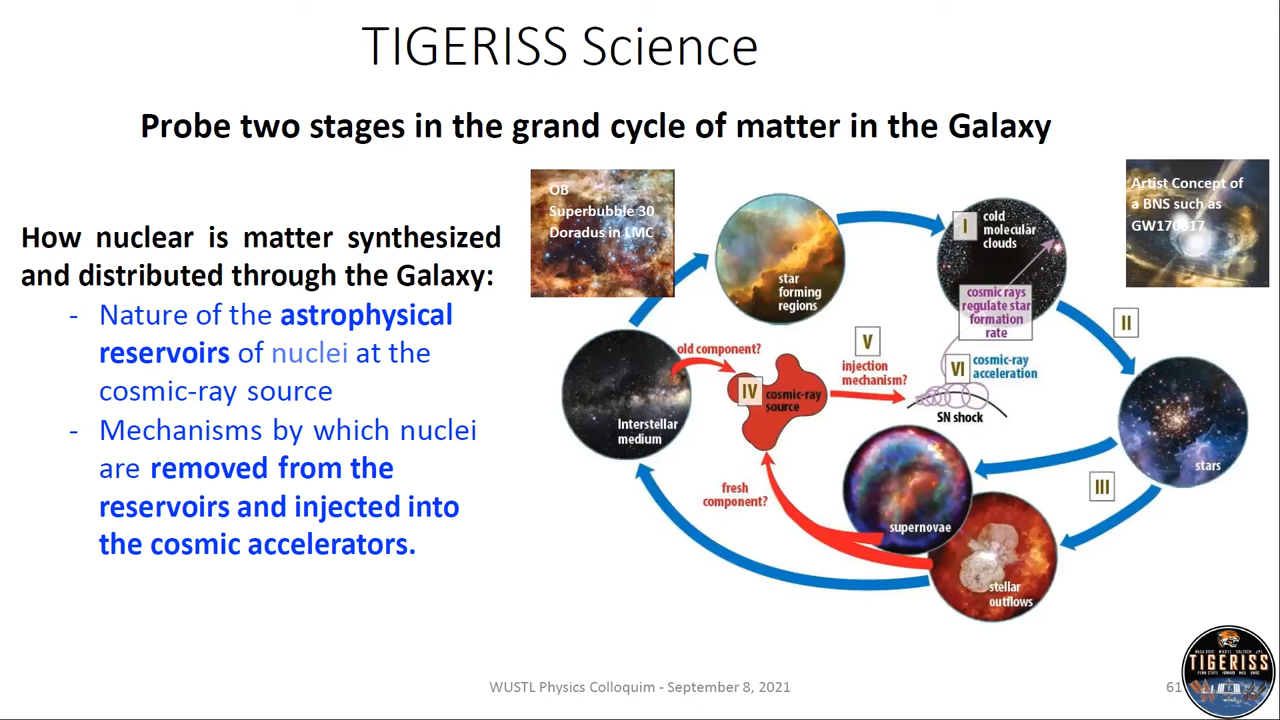 TIGERISS Science
Probe two stages in the grand cycle of matter in the Galaxy
How nuclear is matter synthesized
and distributed through the Galaxy:
- Nature of the astrophysical
reservoirs of nuclei at the
cosmic-ray source
- Mechanisms by which nuclei
are removed from the
reservoirs and injected into
the cosmic accelerators.
OB
Superbubble 30
Doradus in LMC
Artist Concept of
a BNS such as
GW170817
star
forming
regions
I
cold
molecular
clouds
cosmic rays
regulate star
formation
rate
II
old component?
V
injection
mechanism?
VI
cosmic-ray
acceleration
IV
cosmic-ray
source
SN shock
Interstellar
medium
stars
III
fresh
component?
supernovae
stellar
outflows
WUSTL Physics Colloquim - September 8, 2021
61
TIGERISS